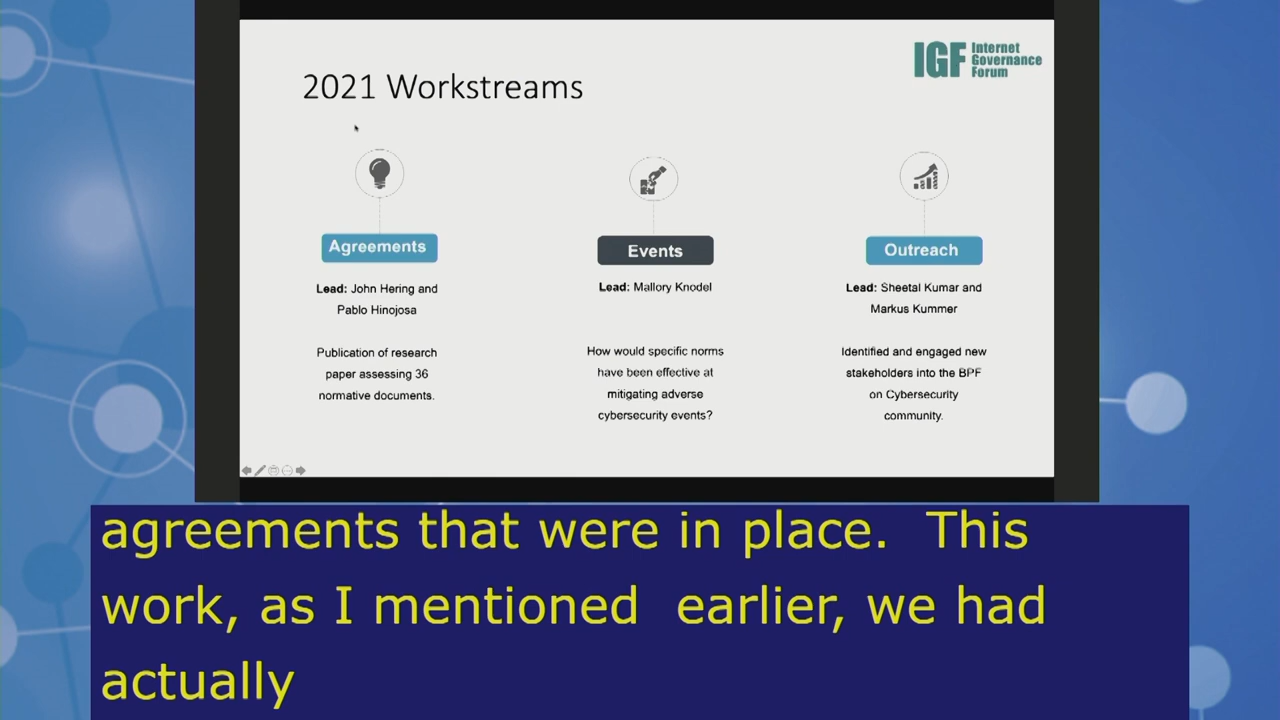 IGF Internet
Governance
Forum
2021 Workstreams
Agreements
Lead: John Hering and
Pablo Hinojosa
Publication of research
paper assessing 36
normative documents.
Events
Lead: Mallory Knodel
How would specific norms
have been effective at
mitigating adverse
cybersecurity events?
Outreach
Lead: Sheetal Kumar and
Markus Kummer
Identified and engaged new
stakeholders into the BPF
on Cybersecurity
community.
agreements that were in place.  This
work, as I mentioned  earlier, we had
actually